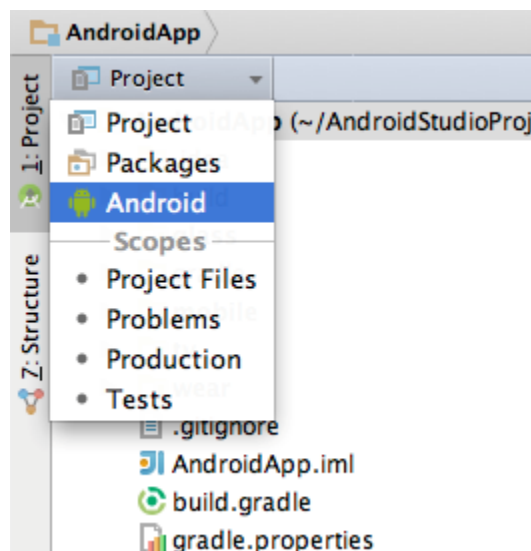 AndroidApp
1: Project
Project
Project
(~/AndroidStudioProj
Packages
Android
Scopes
Project Files
Problems
Production
Tests
7: Structure
.gitignore
AndroidApp.iml
build.gradle
gradle.properties